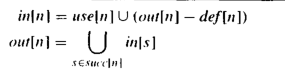 in[n] = use[n] ∪ (out[n] − def[n])
out[n] = ⋃ in[s]
s∈succ[n]